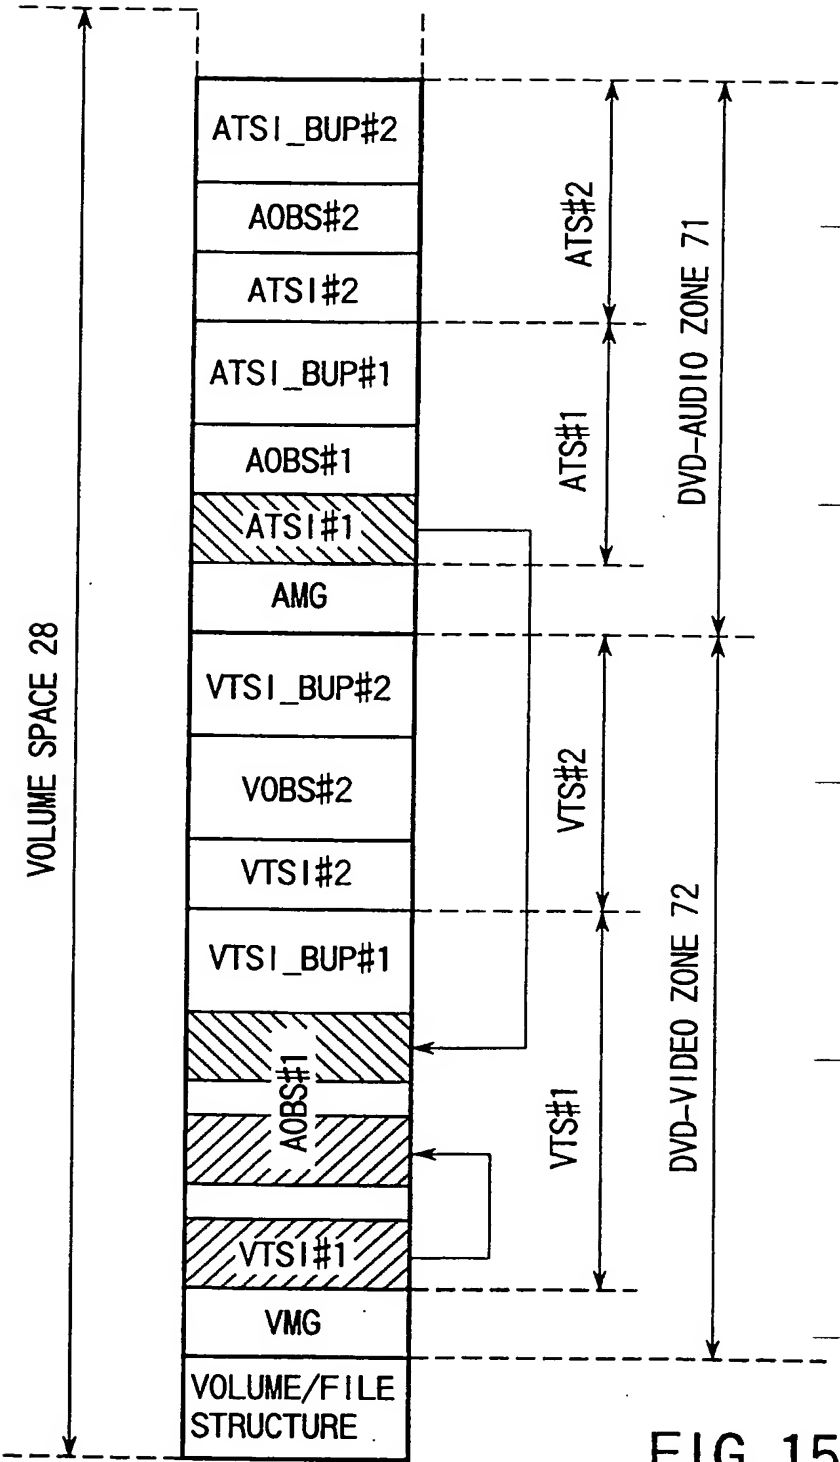 ATSI_BUP#2
AOBS#2
ATSI#2
ATSI_BUP#1
AOBS#1
ATSI#1
AMG
VTSI_BUP#2
VOBS#2
VTSI#2
VTSI_BUP#1
AOBS#1
VTSI#1
VMG
VOLUME/FILE
STRUCTURE
VOLUME SPACE 28
ATS#2
ATS#1
VTS#2
VTS#1
DVD-AUDIO ZONE 71
DVD-VIDEO ZONE 72
FIG. 15